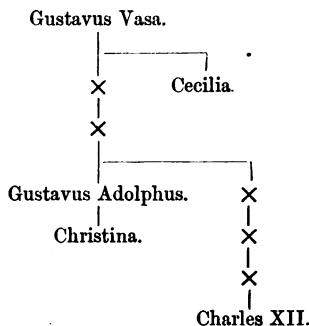 Gustavus Vasa.
Cecilia.
×
×
Gustavus Adolphus.
×
Christina.
×
×
Charles XII.